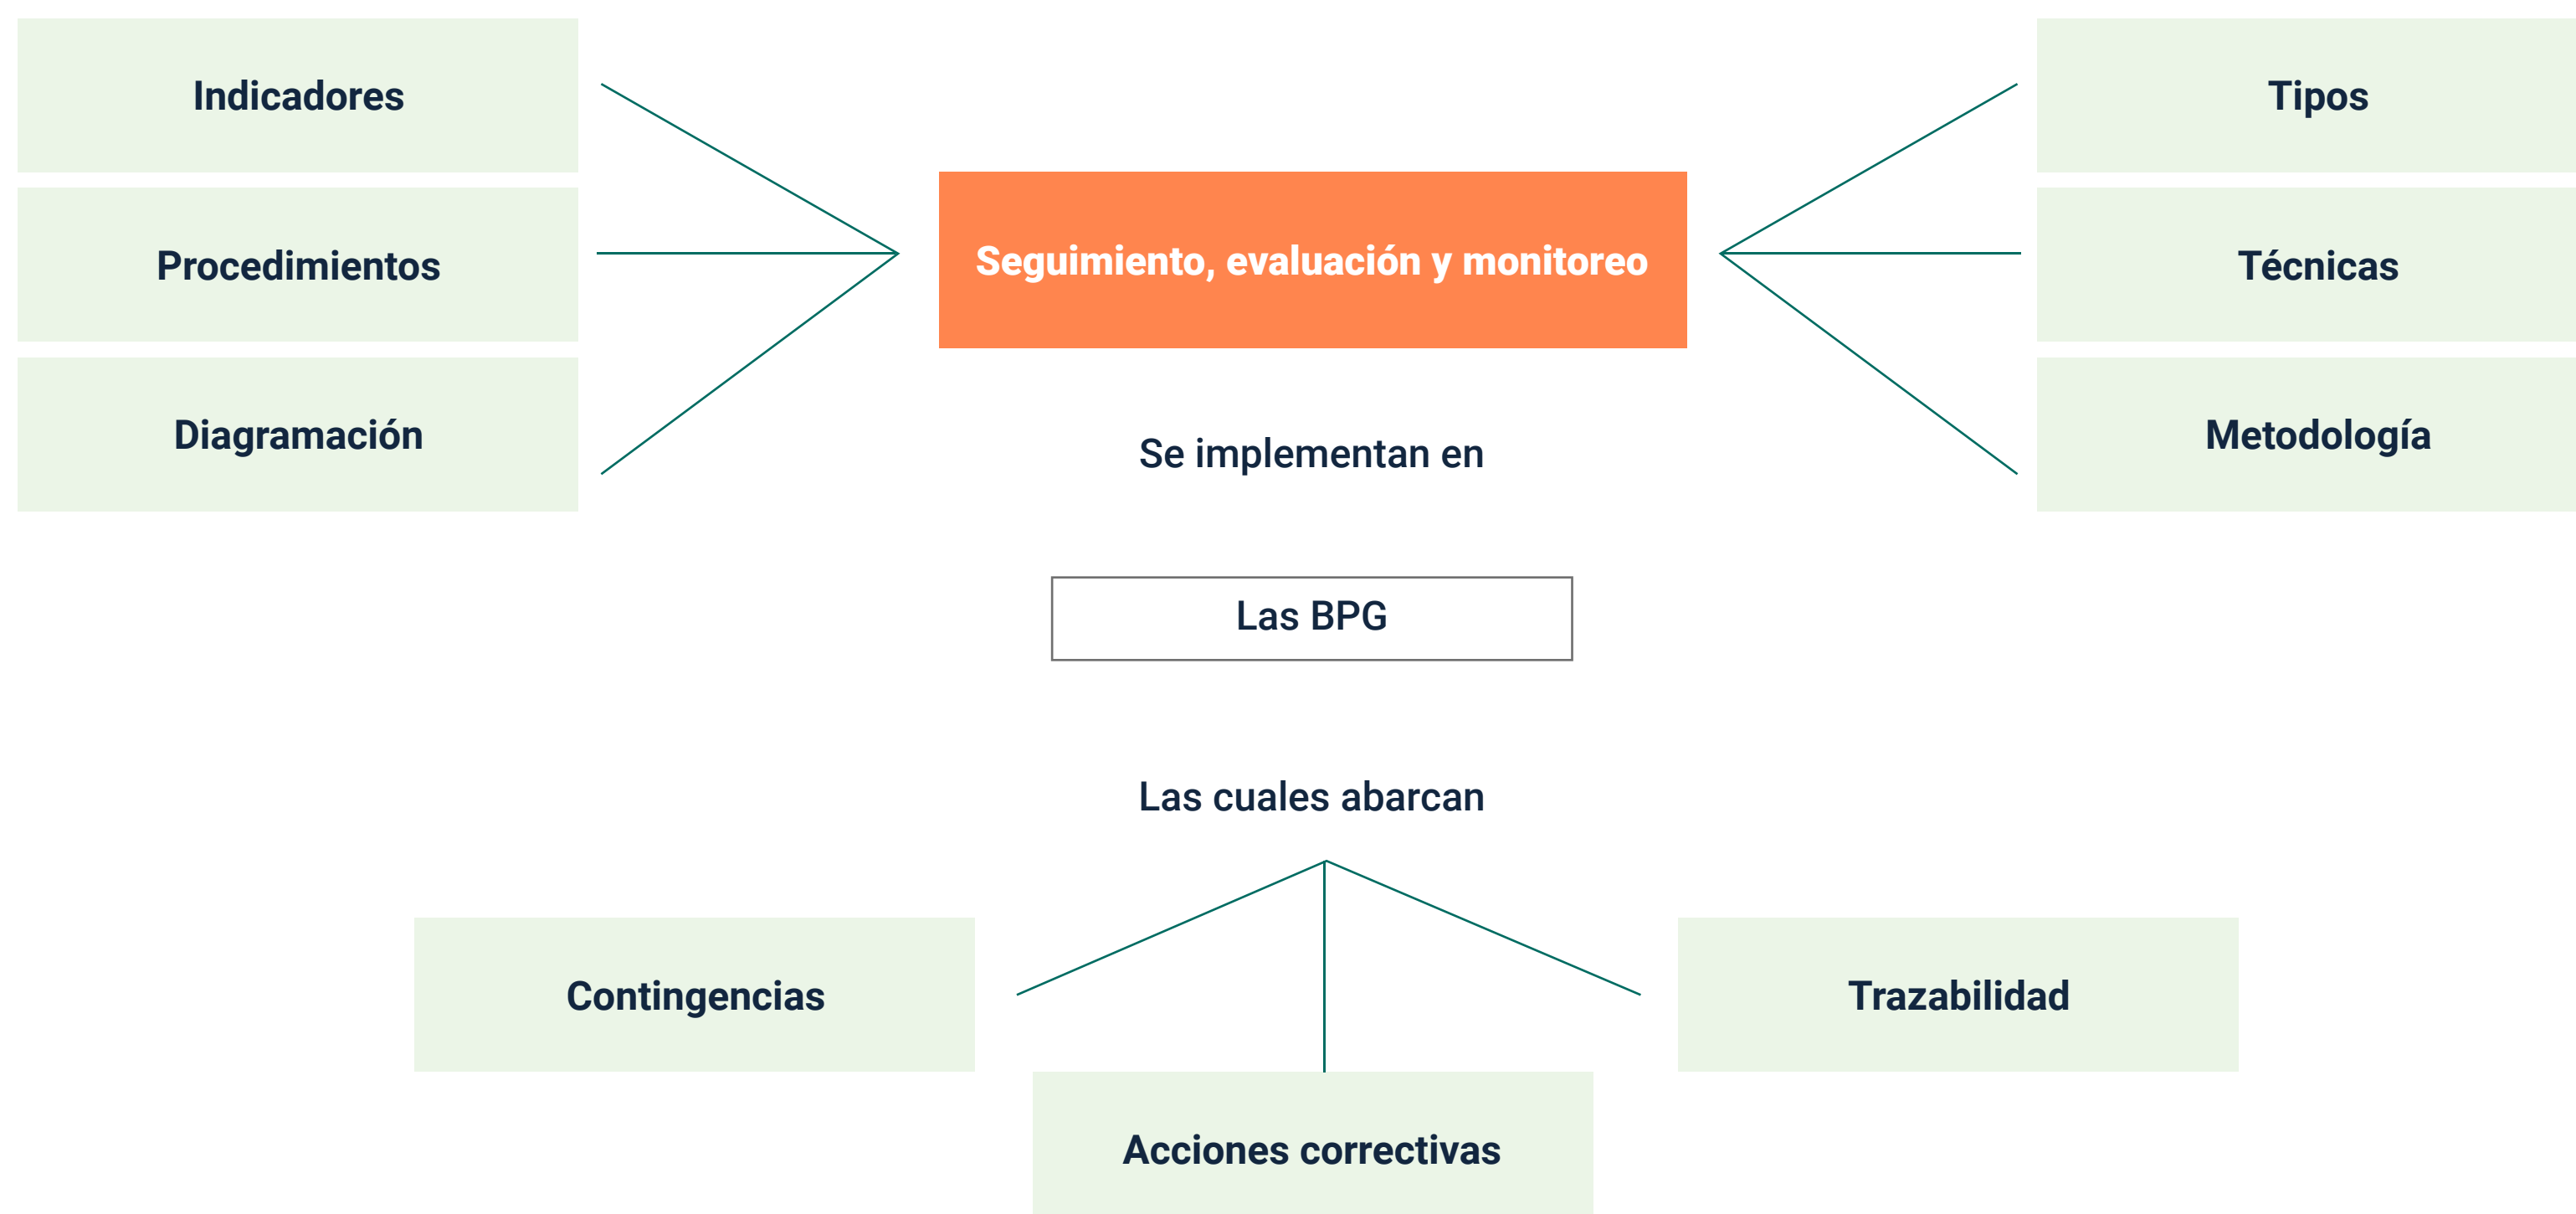 Indicadores
Procedimientos
Diagramación
Seguimiento, evaluación y monitoreo
Tipos
Técnicas
Metodología
Se implementan en
Las BPG
Las cuales abarcan
Contingencias
Acciones correctivas
Trazabilidad